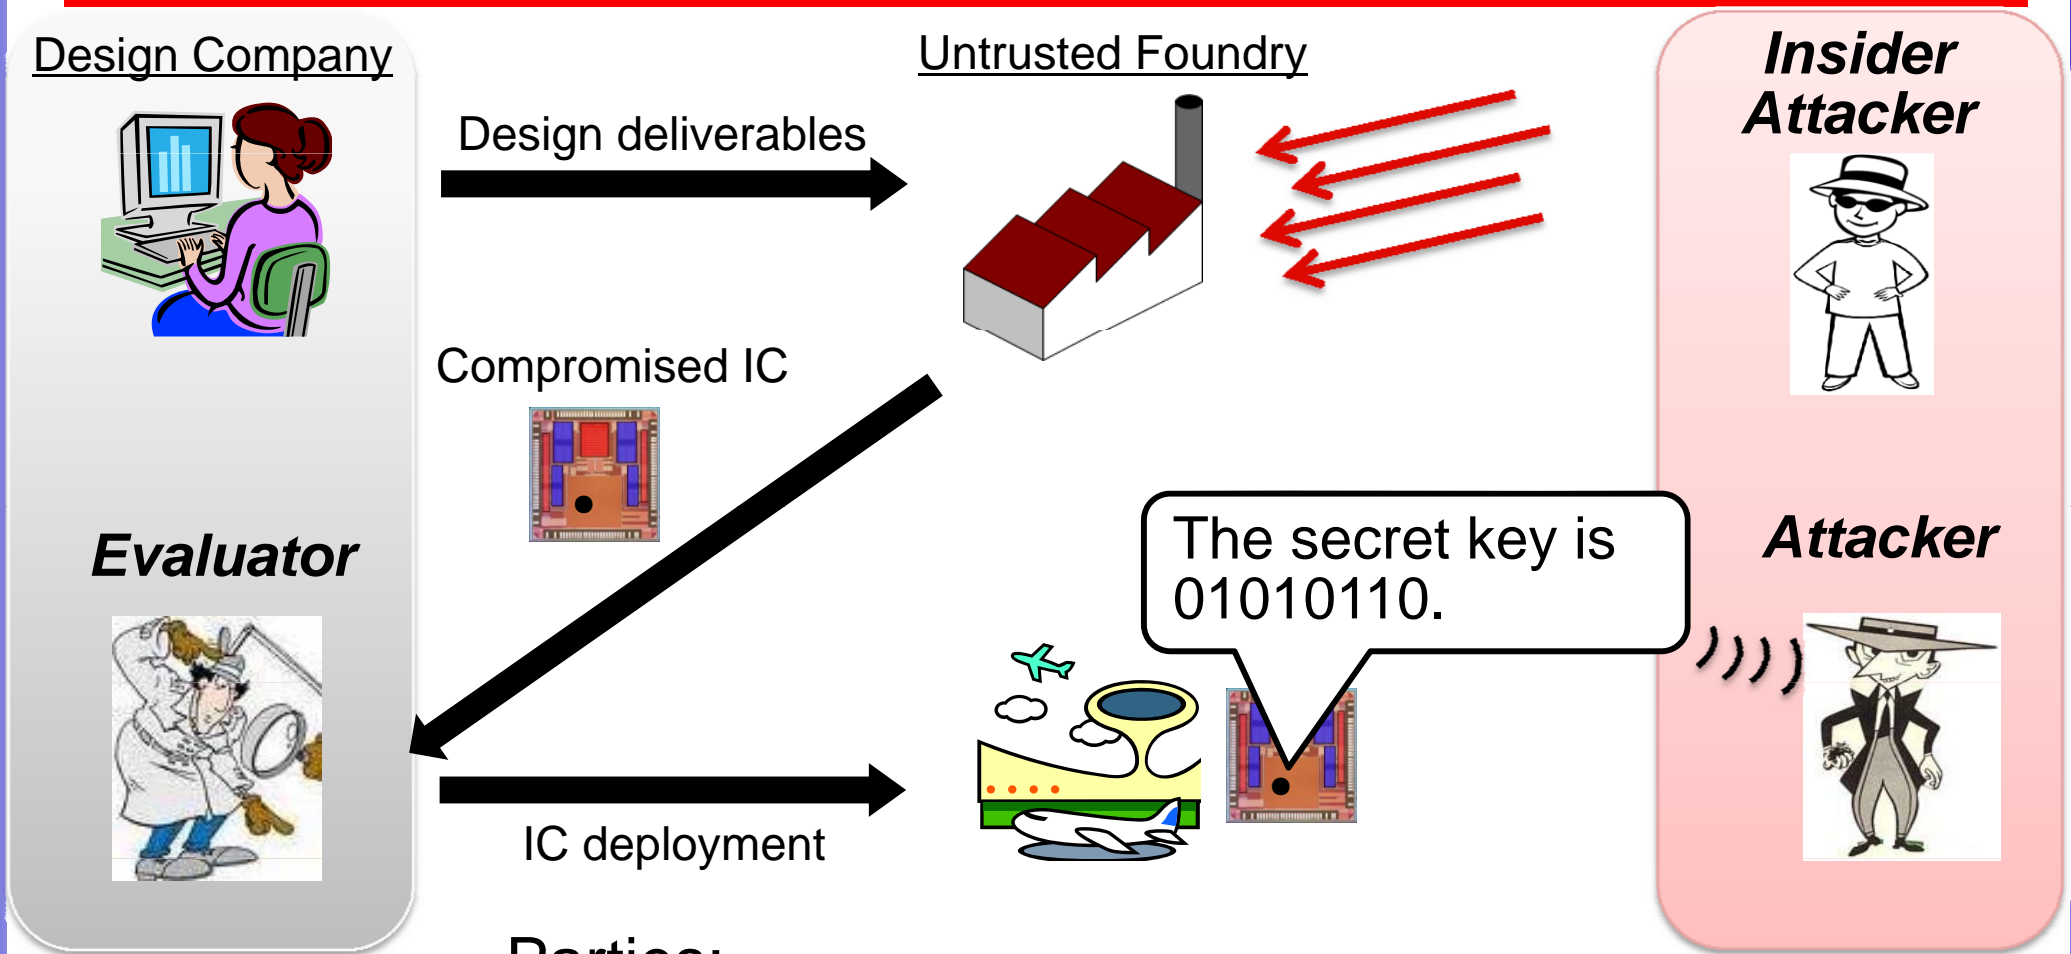 Design Company
Untrusted Foundry
Insider
Attacker
Design deliverables
Compromised IC
Evaluator
The secret key is
01010110.
Attacker
IC deployment
Parties: